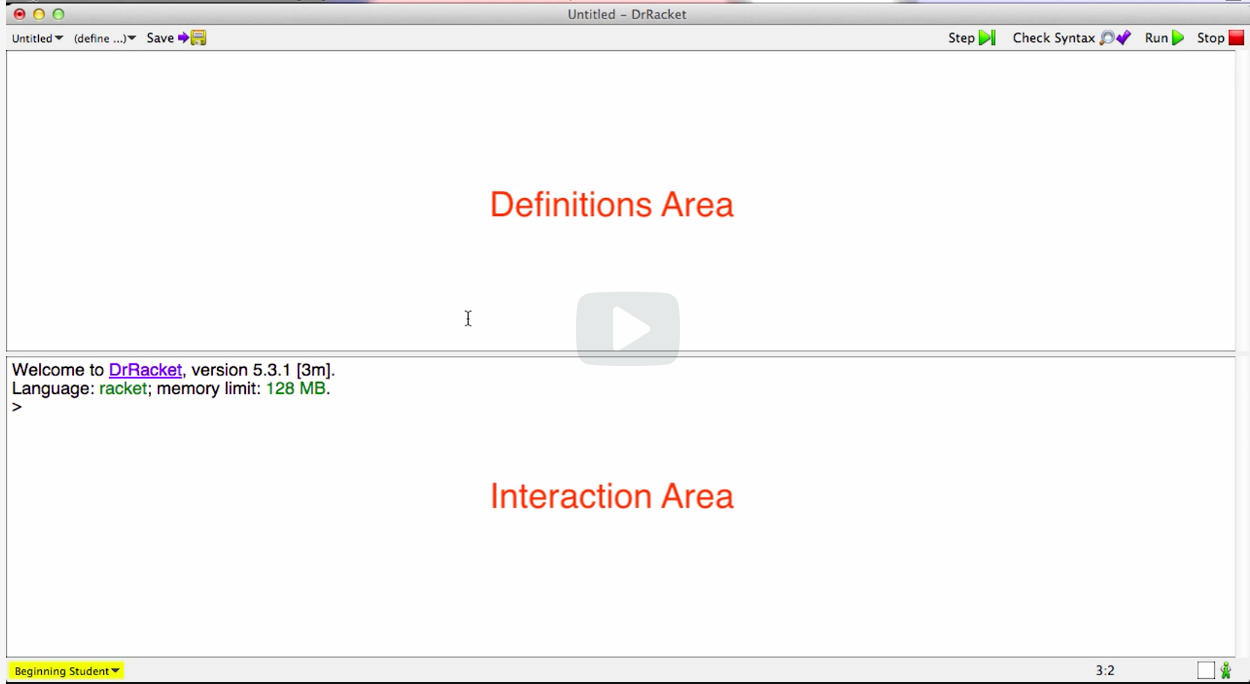 Untitled – DrRacket
Untitled (define ...) Save Step Check Syntax Run Stop
Definitions Area
Welcome to DrRacket, version 5.3.1 [3m].
Language: racket; memory limit: 128 MB.
>
Interaction Area
Beginning Student 3:2